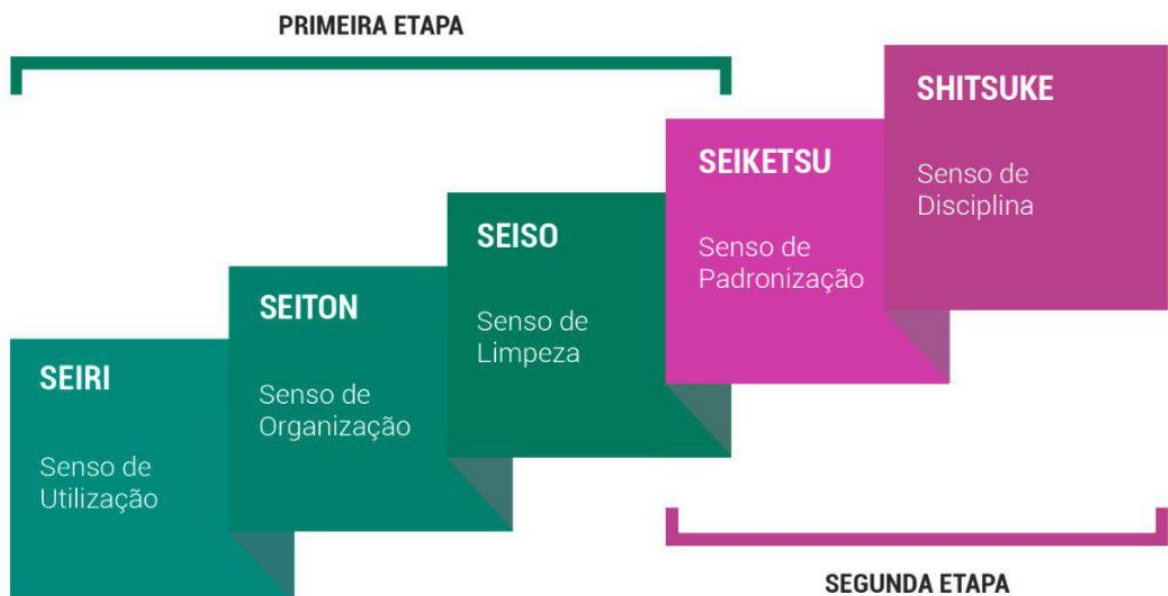 PRIMEIRA ETAPA
SEIRI
Senso de
Utilização
SEITON
Senso de
Organização
SEISO
Senso de
Limpeza
SEIKETSU
Senso de
Padronização
SHITSUKE
Senso de
Disciplina
SEGUNDA ETAPA